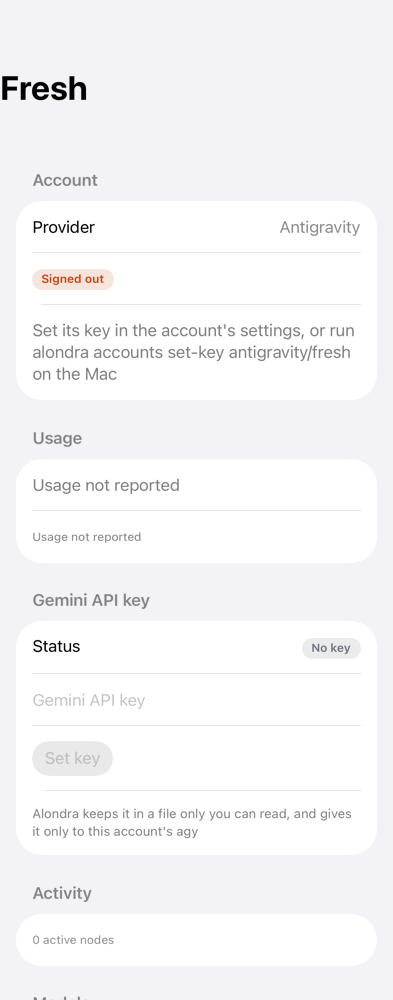 Fresh
Account
Provider Antigravity
Signed out
Set its key in the account's settings, or run
alondra accounts set-key antigravity/fresh
on the Mac
Usage
Usage not reported
Usage not reported
Gemini API key
Status No key
Gemini API key
Set key
Alondra keeps it in a file only you can read, and gives
it only to this account's agy
Activity
0 active nodes